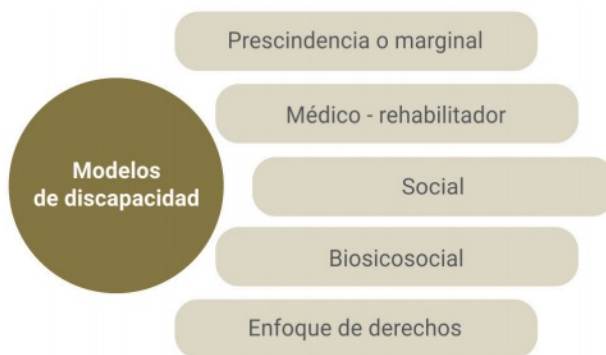 Prescindencia o marginal
Médico - rehabilitador
Modelos
de discapacidad
Social
Biosicosocial
Enfoque de derechos